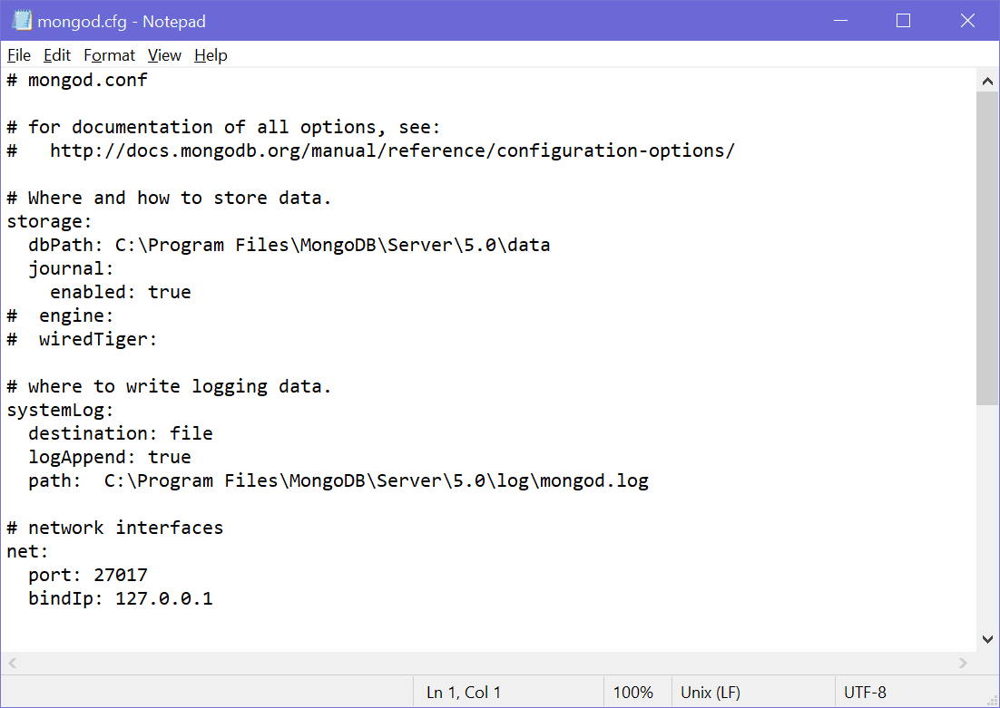 mongod.cfg - Notepad
File Edit Format View Help
# mongod.conf

# for documentation of all options, see:
#   http://docs.mongodb.org/manual/reference/configuration-options/

# Where and how to store data.
storage:
  dbPath: C:\Program Files\MongoDB\Server\5.0\data
  journal:
    enabled: true
#  engine:
#  wiredTiger:

# where to write logging data.
systemLog:
  destination: file
  logAppend: true
  path:  C:\Program Files\MongoDB\Server\5.0\log\mongod.log

# network interfaces
net:
  port: 27017
  bindIp: 127.0.0.1

Ln 1, Col 1 100% Unix (LF) UTF-8